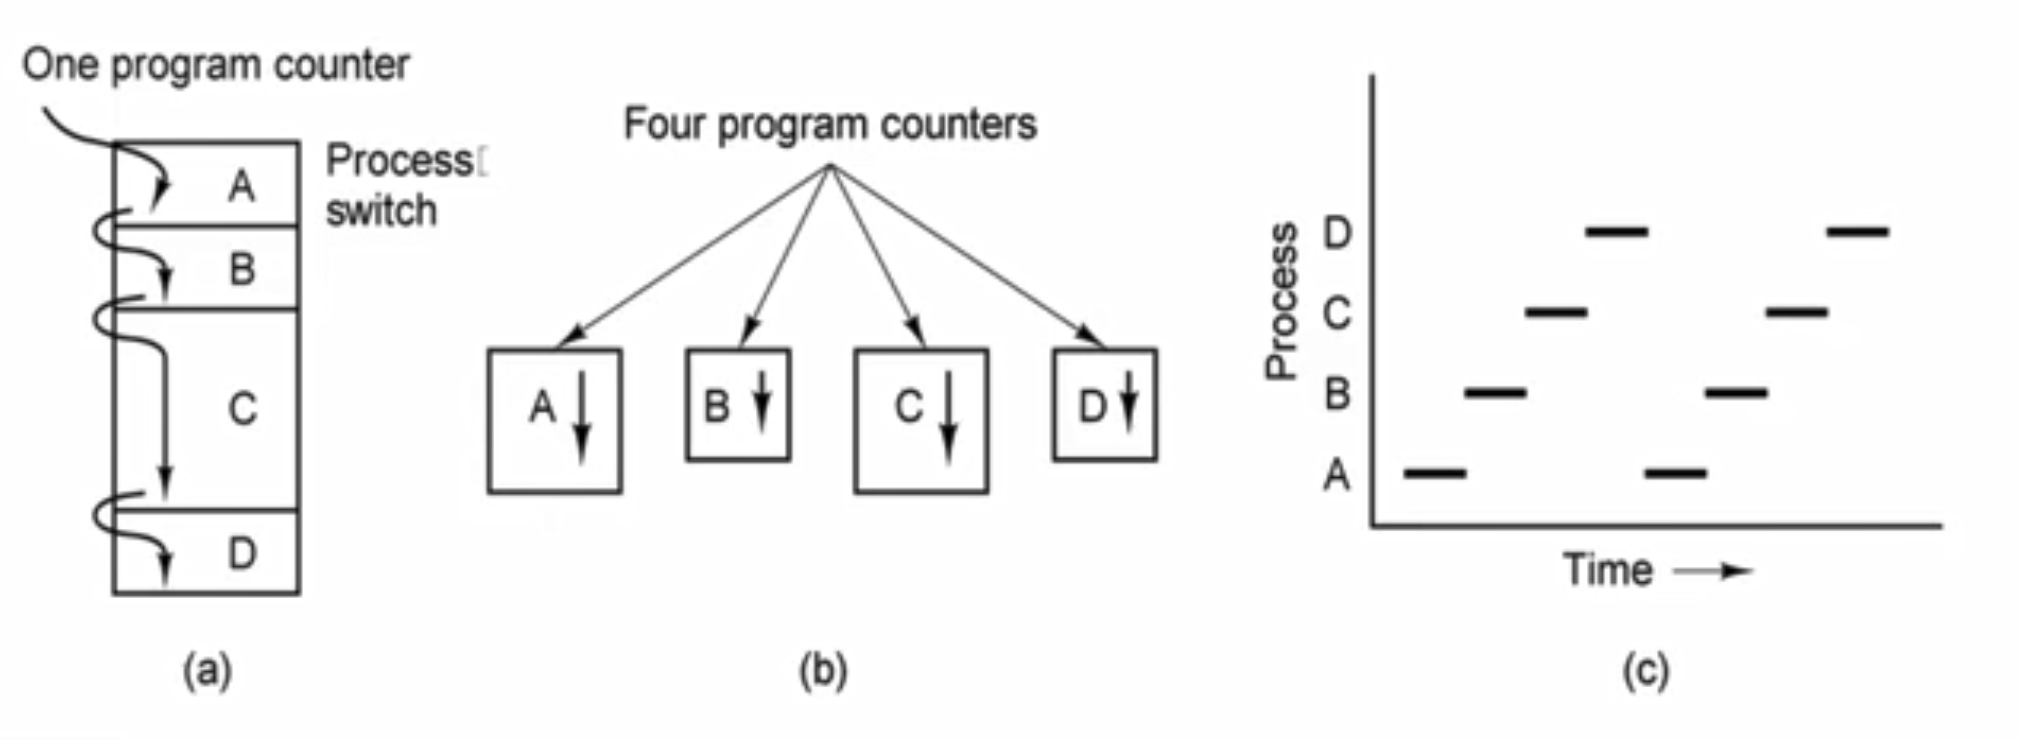 One program counter
Process
switch
A
B
C
D
(a)
Four program counters
A
B
C
D
(b)
Process
D
C
B
A
Time
(c)